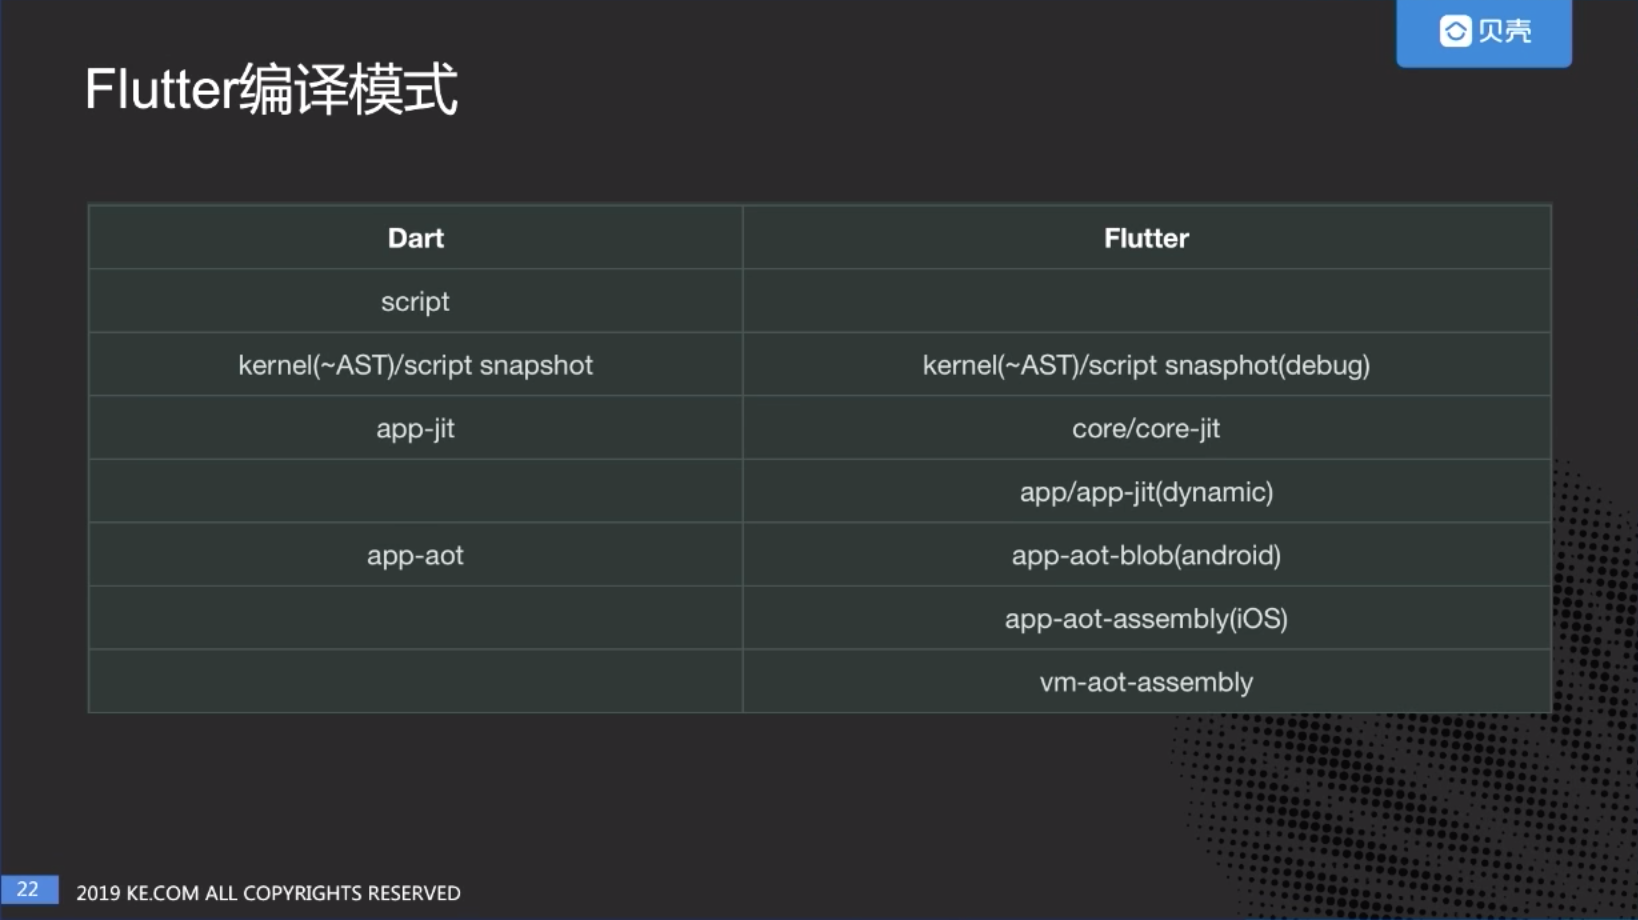 贝壳
Flutter编译模式
Dart Flutter
script
kernel(~AST)/script snapshot kernel(~AST)/script snasphot(debug)
app-jit core/core-jit
app/app-jit(dynamic)
app-aot app-aot-blob(android)
app-aot-assembly(iOS)
vm-aot-assembly
22 2019 KE.COM ALL COPYRIGHTS RESERVED